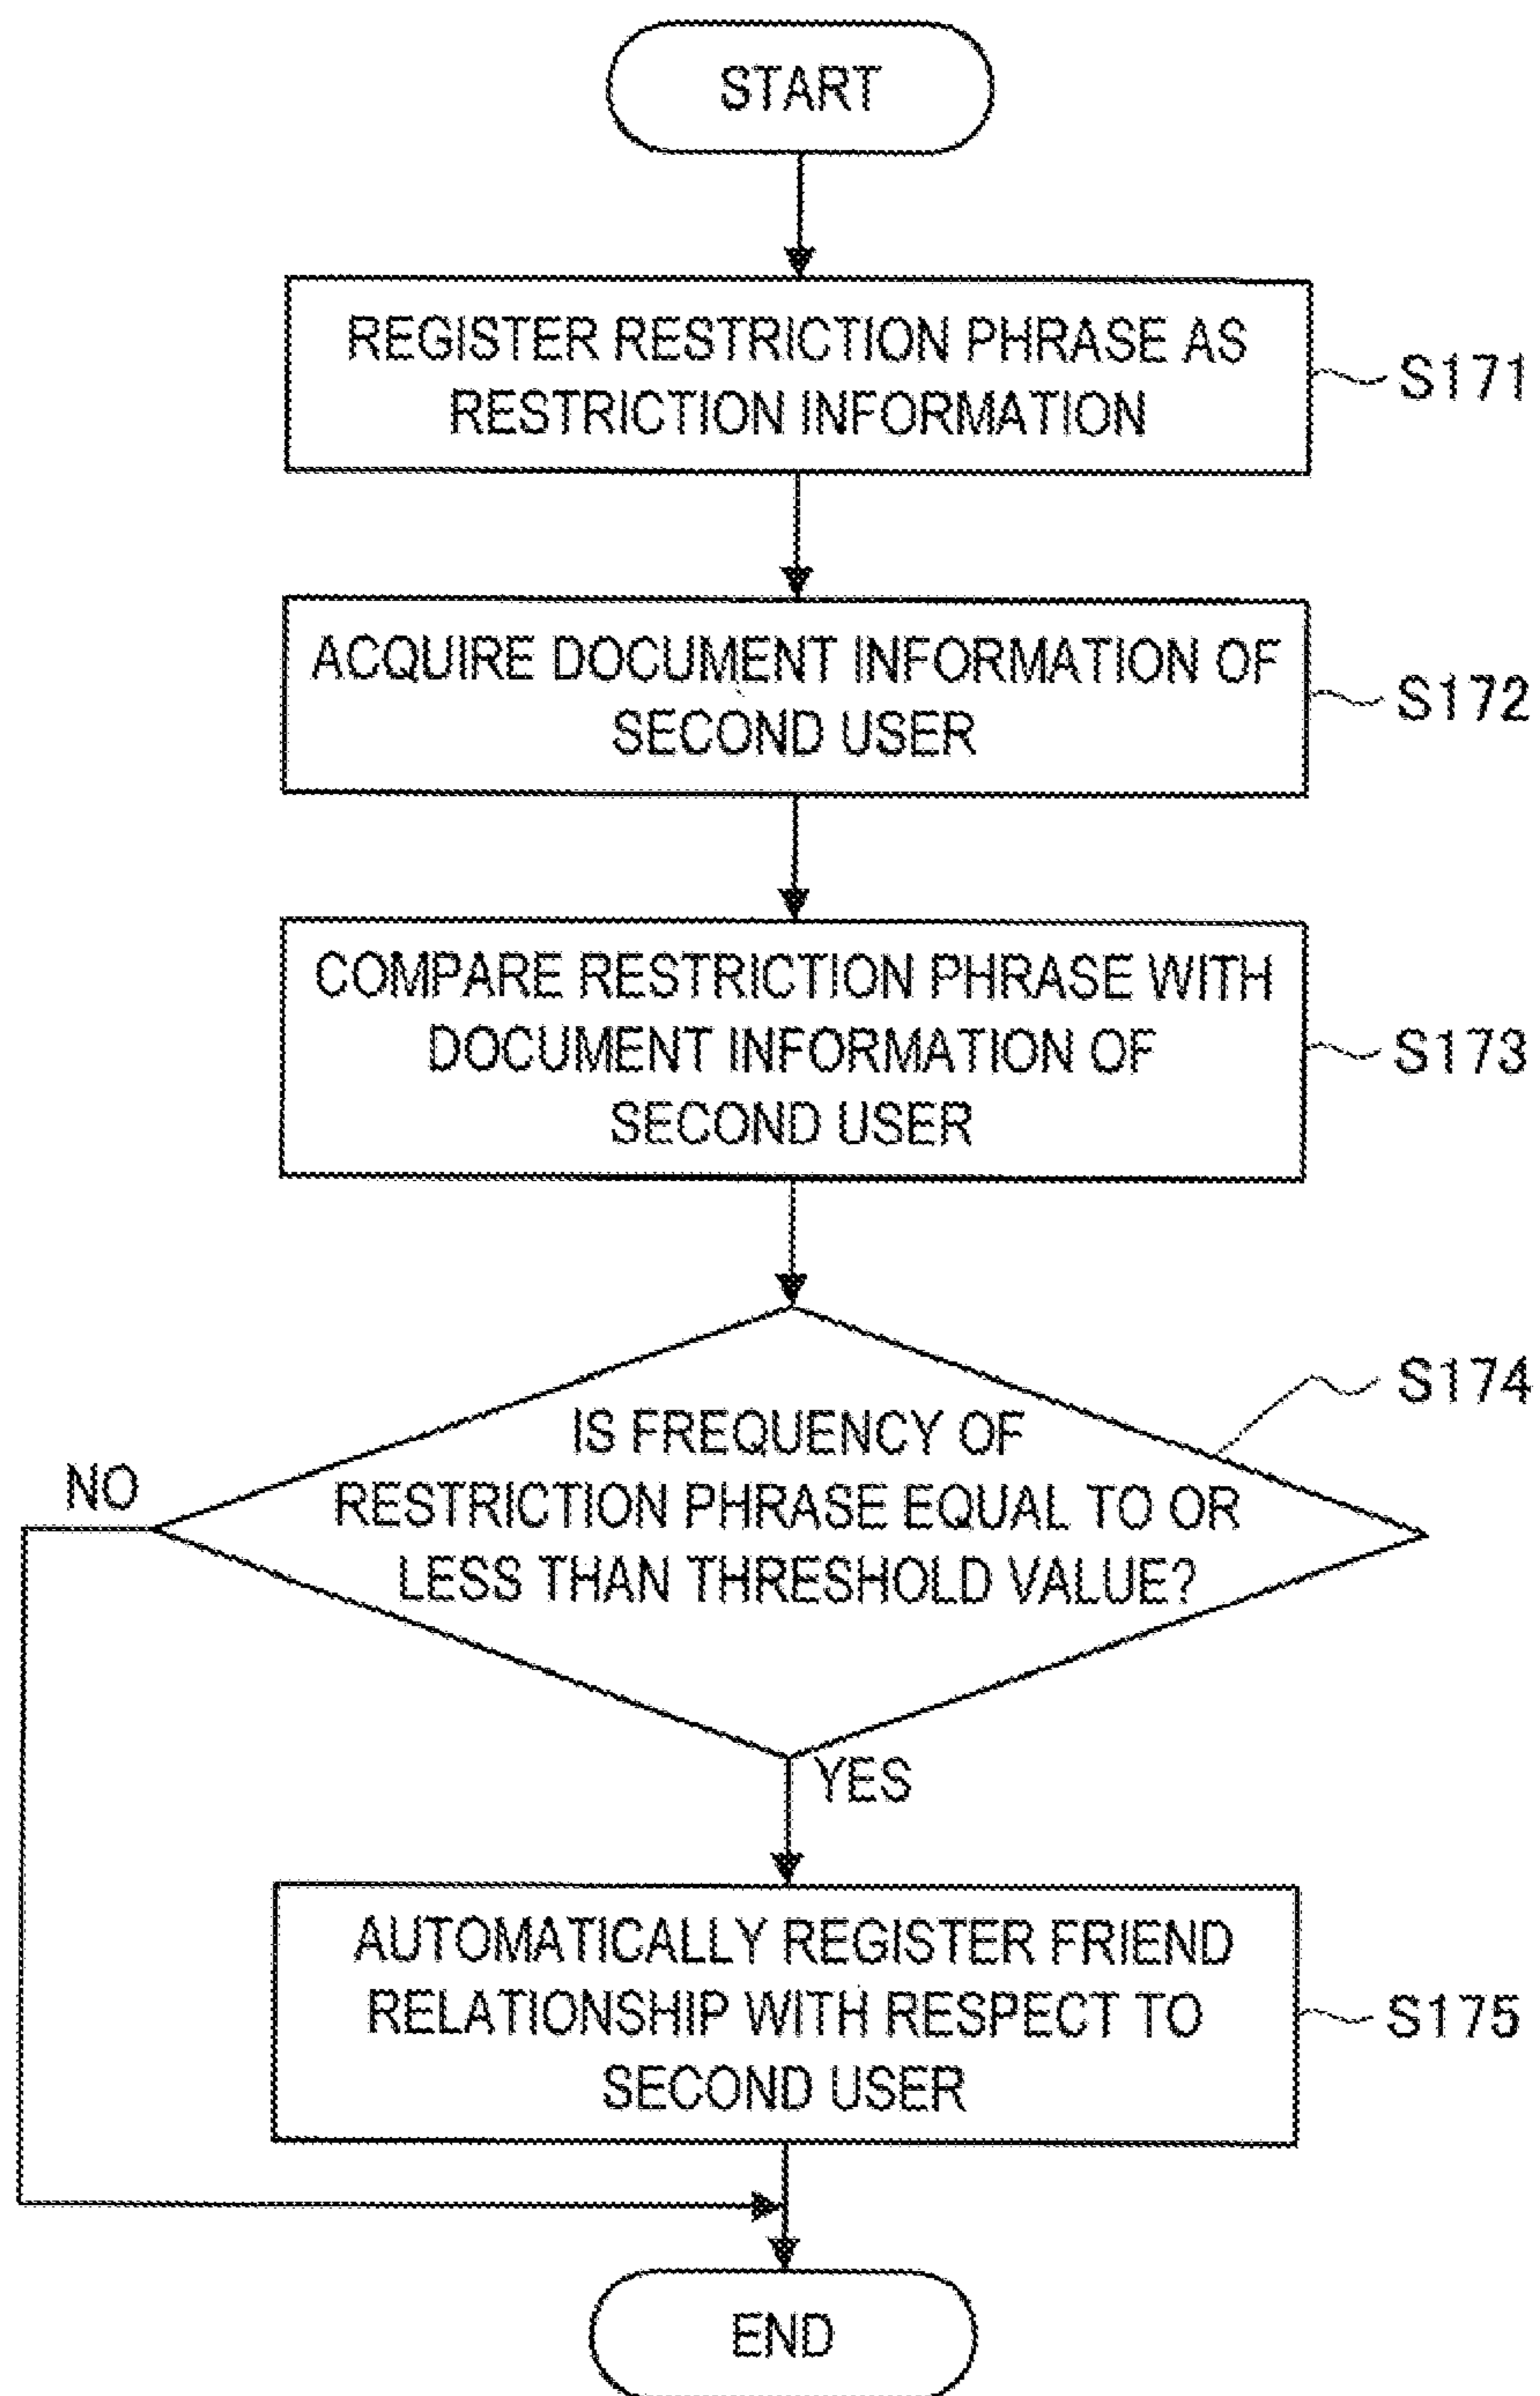 START
REGISTER RESTRICTION PHRASE AS
RESTRICTION INFORMATION
S171
ACQUIRE DOCUMENT INFORMATION OF
SECOND USER
S172
COMPARE RESTRICTION PHRASE WITH
DOCUMENT INFORMATION OF
SECOND USER
S173
S174
IS FREQUENCY OF
RESTRICTION PHRASE EQUAL TO OR
LESS THAN THRESHOLD VALUE?
NO
YES
AUTOMATICALLY REGISTER FRIEND
RELATIONSHIP WITH RESPECT TO
SECOND USER
S175
END